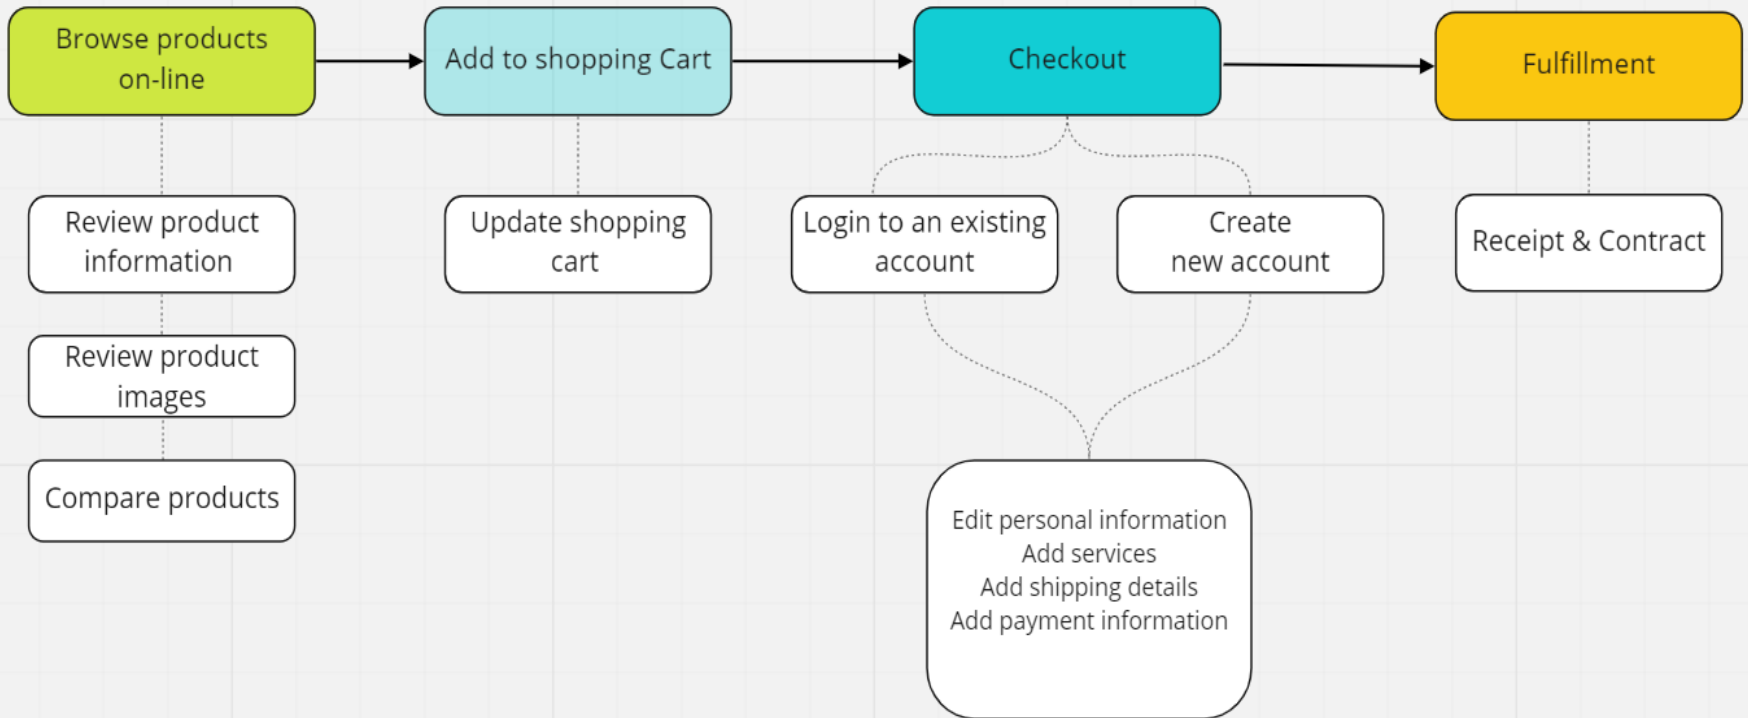 Browse products
on-line
Add to shopping Cart
Checkout
Fulfillment
Review product
information
Update shopping
cart
Login to an existing
account
Create
new account
Receipt & Contract
Review product
images
Compare products
Edit personal information
Add services
Add shipping details
Add payment information